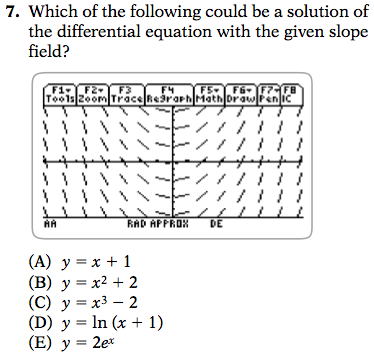 7. Which of the following could be a solution of
the differential equation with the given slope
field?
F1 F2 F3 F4 F5 F6 F7 F8
Tools Zoom Trace ReGraph Math Draw Pen IC
AA RAD APPROX DE
(A) y = x + 1
(B) y = x² + 2
(C) y = x³ − 2
(D) y = ln (x + 1)
(E) y = 2eˣ